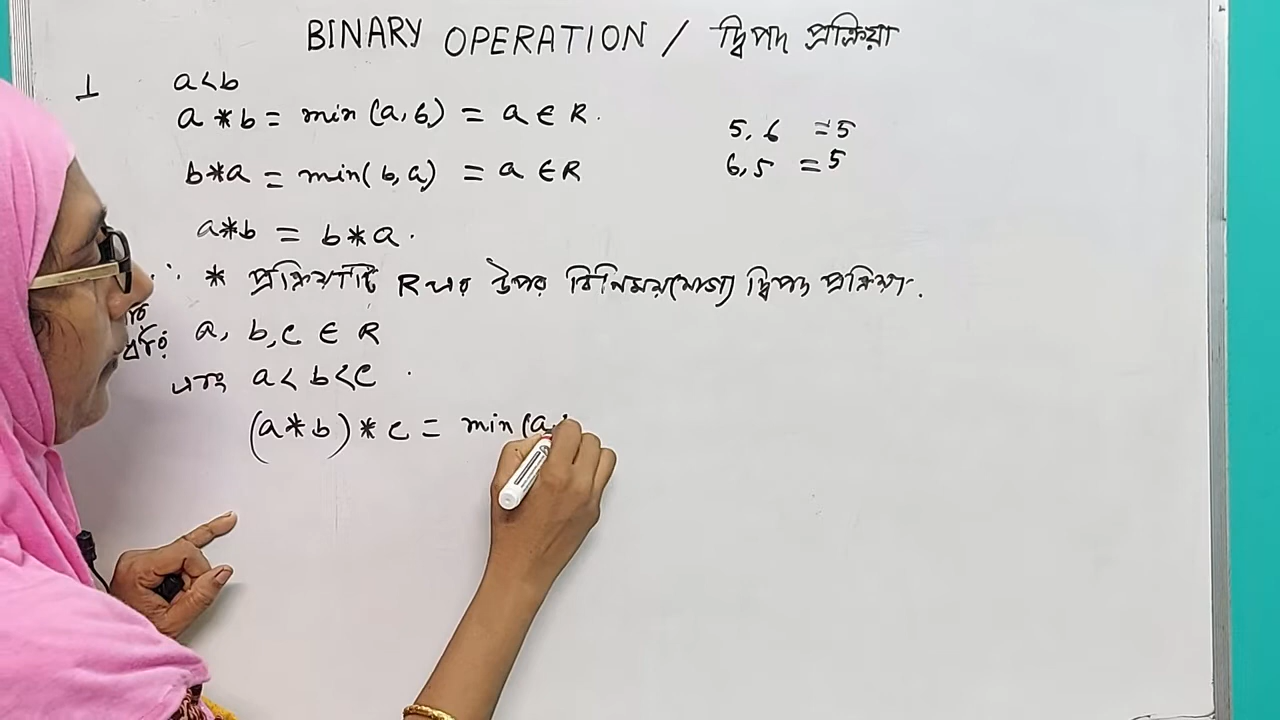 BINARY OPERATION / দ্বিপদ প্রক্রিয়া
1 a<b
a * b = min (a, b) = a ∈ R.
5, 6 = 5
b*a = min( b, a) = a ∈ R
6, 5 = 5
a*b = b*a.
∴ * প্রক্রিয়াটি R এর উপর বিনিময়যোগ্য দ্বিপদ প্রক্রিয়া.
a, b, c ∈ R
এবং a < b < c .
(a * b) * c = min (a